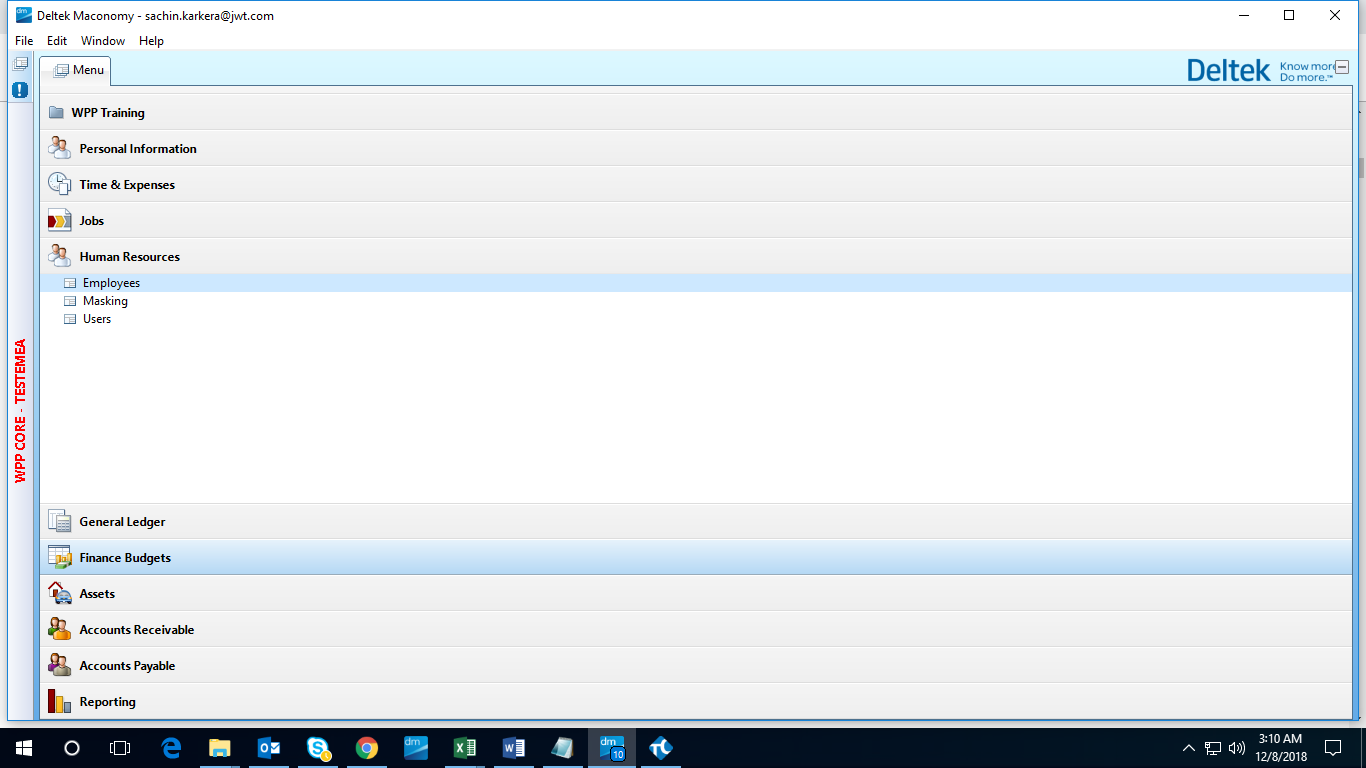 Deltek Maconomy - sachin.karkera@jwt.com
File Edit Window Help
Menu
Deltek Know more
Do more.™
WPP Training
Personal Information
Time & Expenses
Jobs
Human Resources
Employees
Masking
Users
WPP CORE - TESTEMEA
General Ledger
Finance Budgets
Assets
Accounts Receivable
Accounts Payable
Reporting
dm
dm 10
3:10 AM
12/8/2018